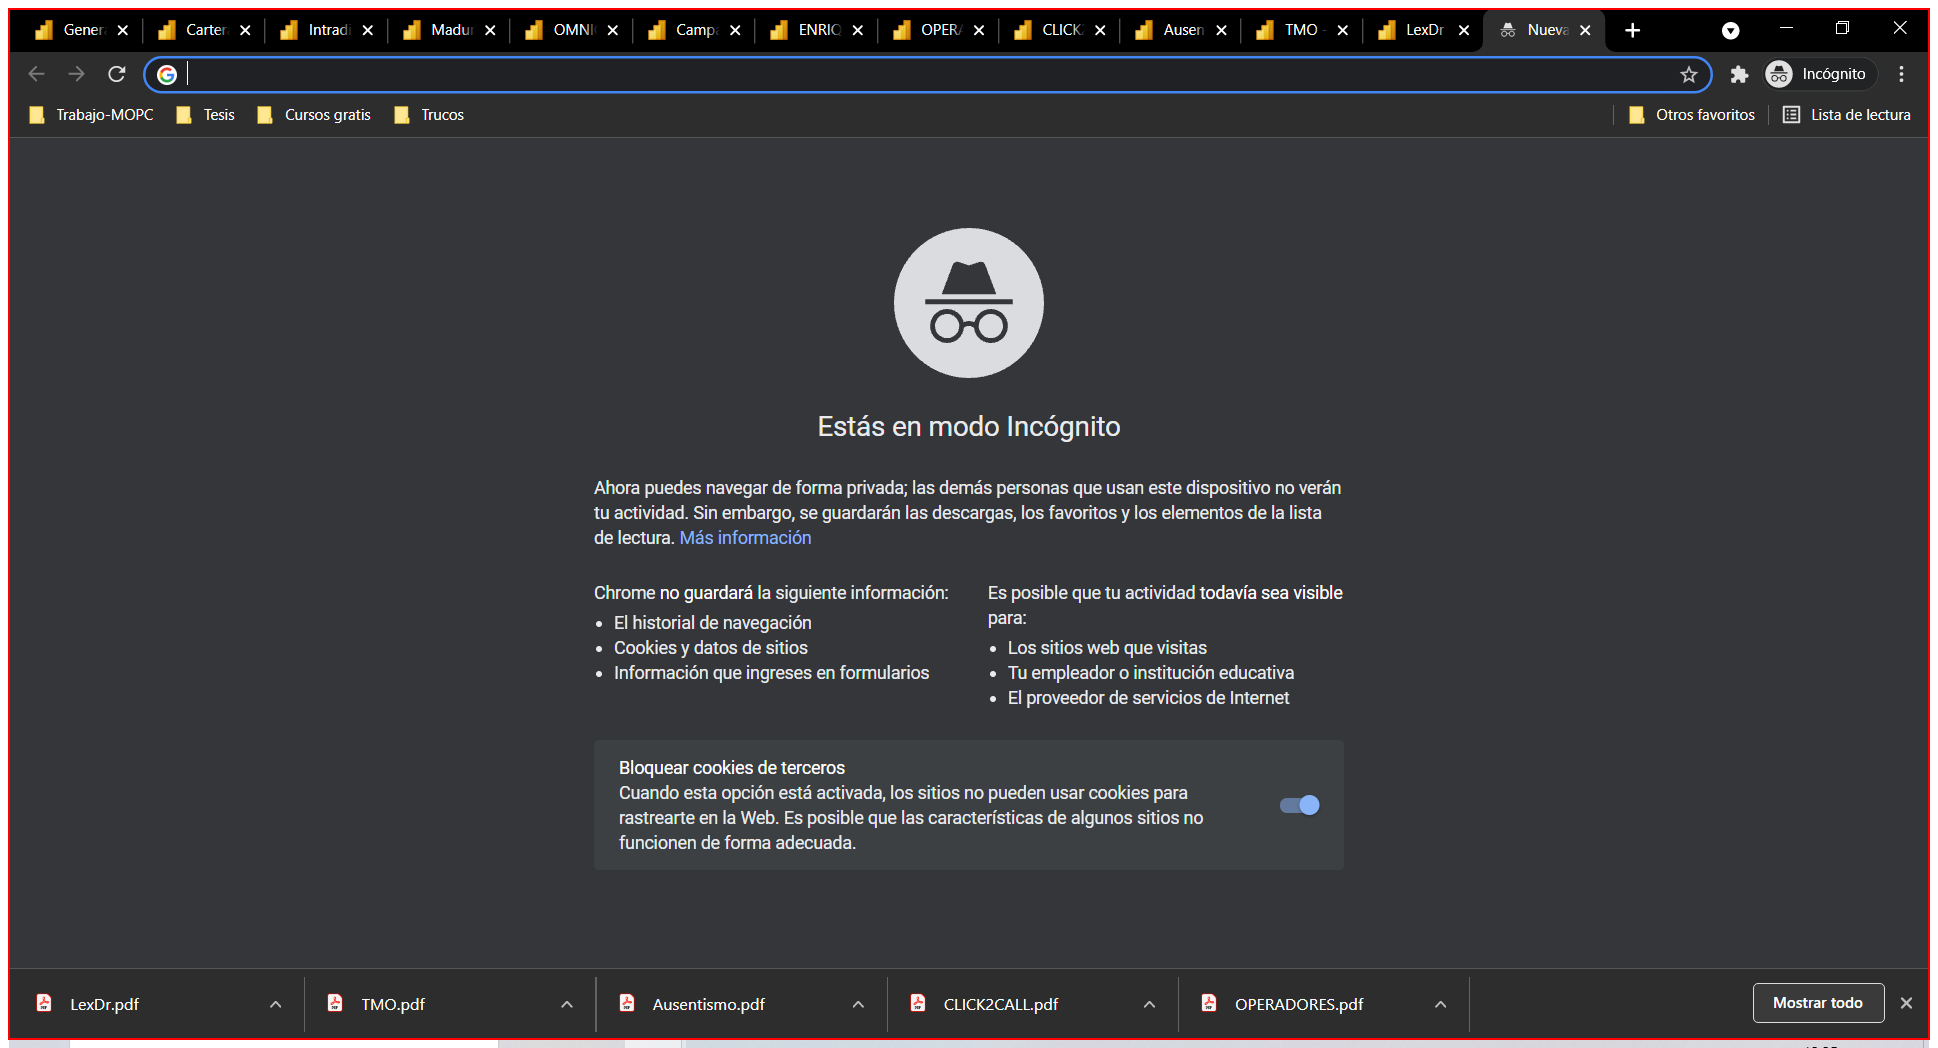 Genera Carter Intradi Madur OMNI Campa ENRIQ OPERA CLICK2 Ausen TMO - LexDr Nueva
Incógnito
Trabajo-MOPC Tesis Cursos gratis Trucos Otros favoritos Lista de lectura
Estás en modo Incógnito
Ahora puedes navegar de forma privada; las demás personas que usan este dispositivo no verán
tu actividad. Sin embargo, se guardarán las descargas, los favoritos y los elementos de la lista
de lectura. Más información
Chrome no guardará la siguiente información:
El historial de navegación
Cookies y datos de sitios
Información que ingreses en formularios
Es posible que tu actividad todavía sea visible
para:
Los sitios web que visitas
Tu empleador o institución educativa
El proveedor de servicios de Internet
Bloquear cookies de terceros
Cuando esta opción está activada, los sitios no pueden usar cookies para
rastrearte en la Web. Es posible que las características de algunos sitios no
funcionen de forma adecuada.
LexDr.pdf TMO.pdf Ausentismo.pdf CLICK2CALL.pdf OPERADORES.pdf Mostrar todo